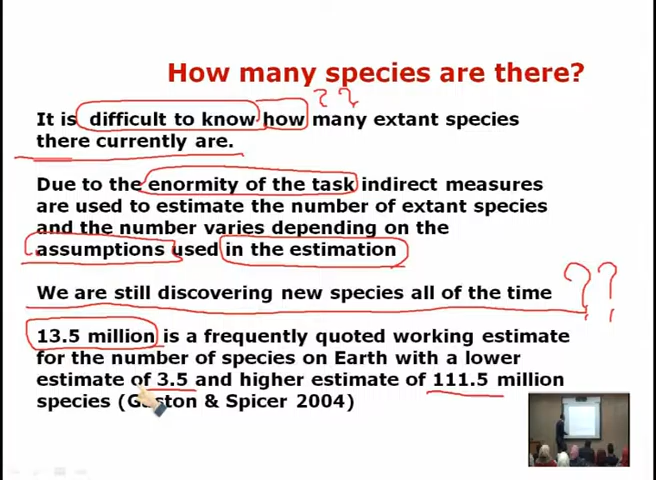 How many species are there?
? ?
It is difficult to know how many extant species
there currently are.
Due to the enormity of the task indirect measures
are used to estimate the number of extant species
and the number varies depending on the
assumptions used in the estimation
We are still discovering new species all of the time
? ?
13.5 million is a frequently quoted working estimate
for the number of species on Earth with a lower
estimate of 3.5 and higher estimate of 111.5 million
species (Gaston & Spicer 2004)